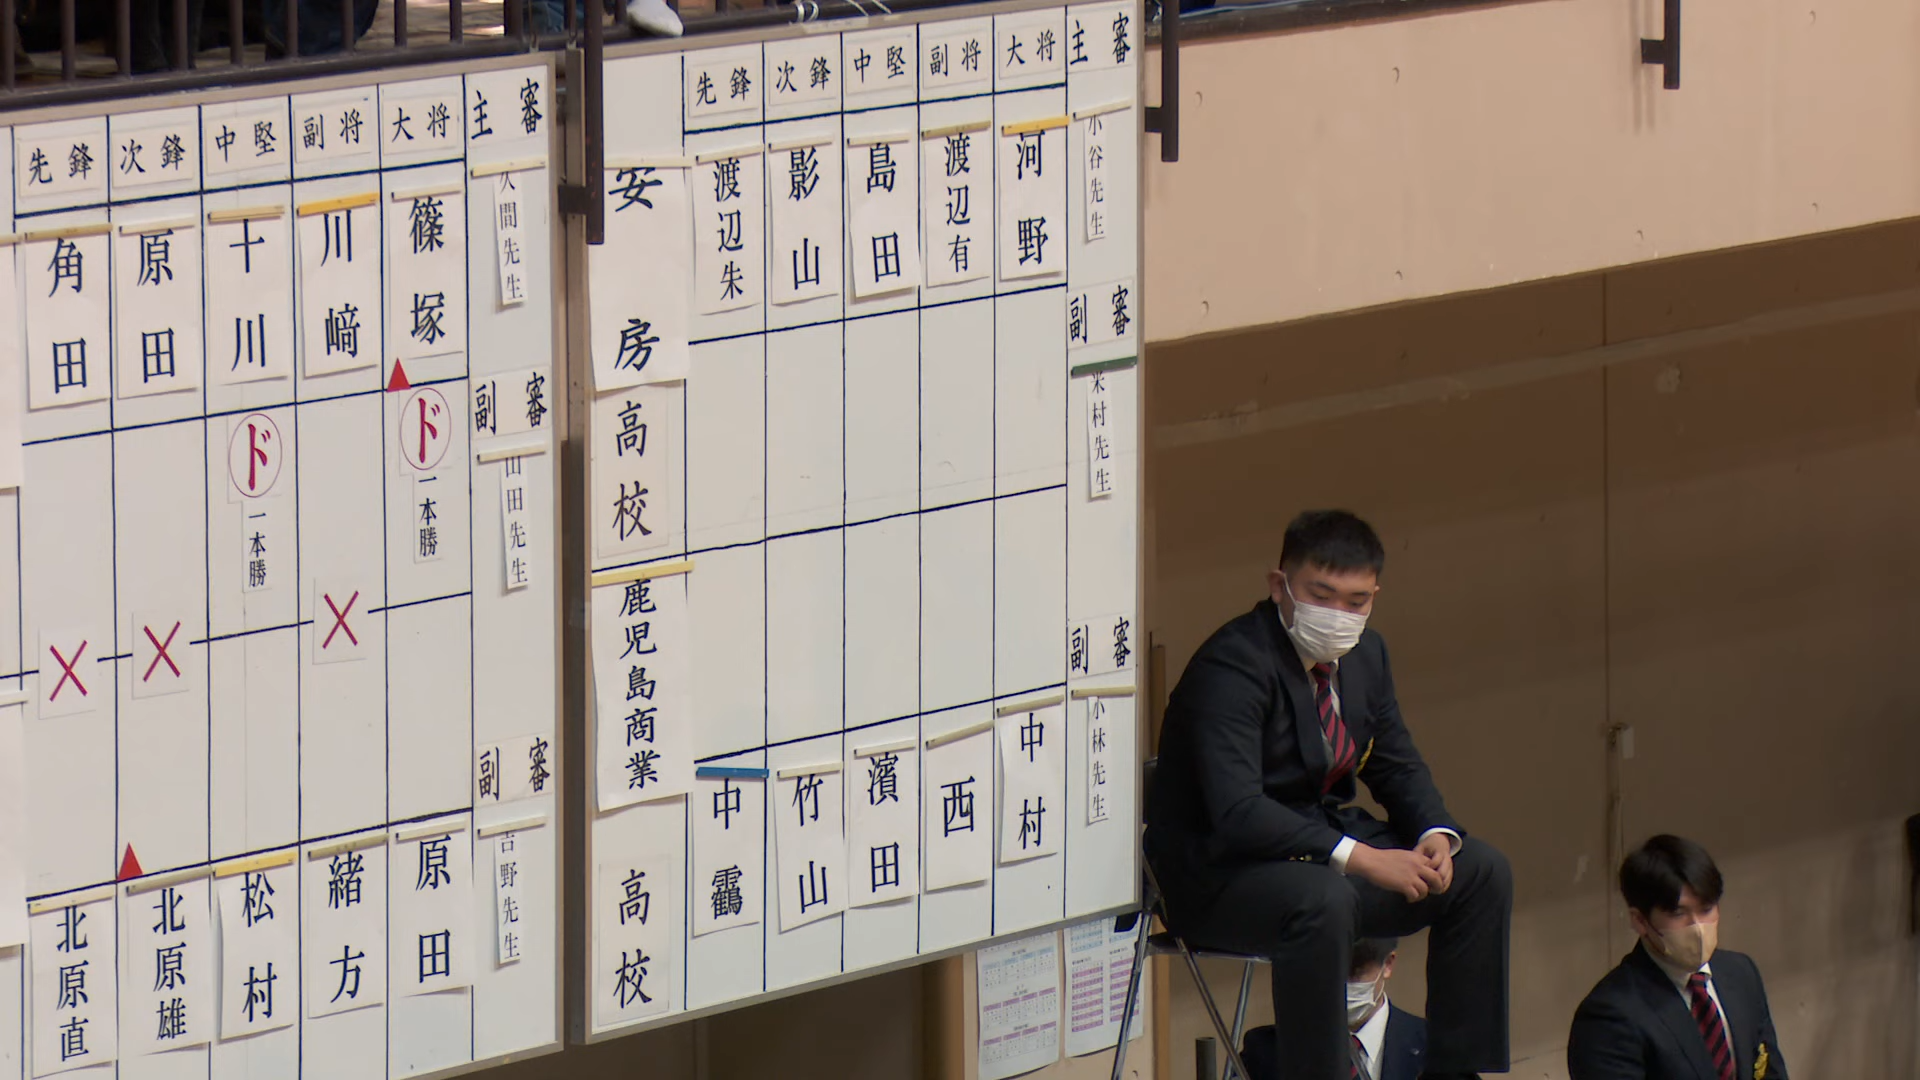 先鋒
次鋒
中堅
副将
大将
主審
角田
原田
十川
川﨑
篠塚
久間先生
ド
一本勝
ド
一本勝
副審
山田先生
副審
吉野先生
北原直
北原雄
松村
緒方
原田
先鋒
次鋒
中堅
副将
大将
主審
安房
高校
渡辺朱
影山
島田
渡辺有
河野
小谷先生
副審
米村先生
副審
小林先生
鹿児島商業
高校
中靍
竹山
濱田
西
中村